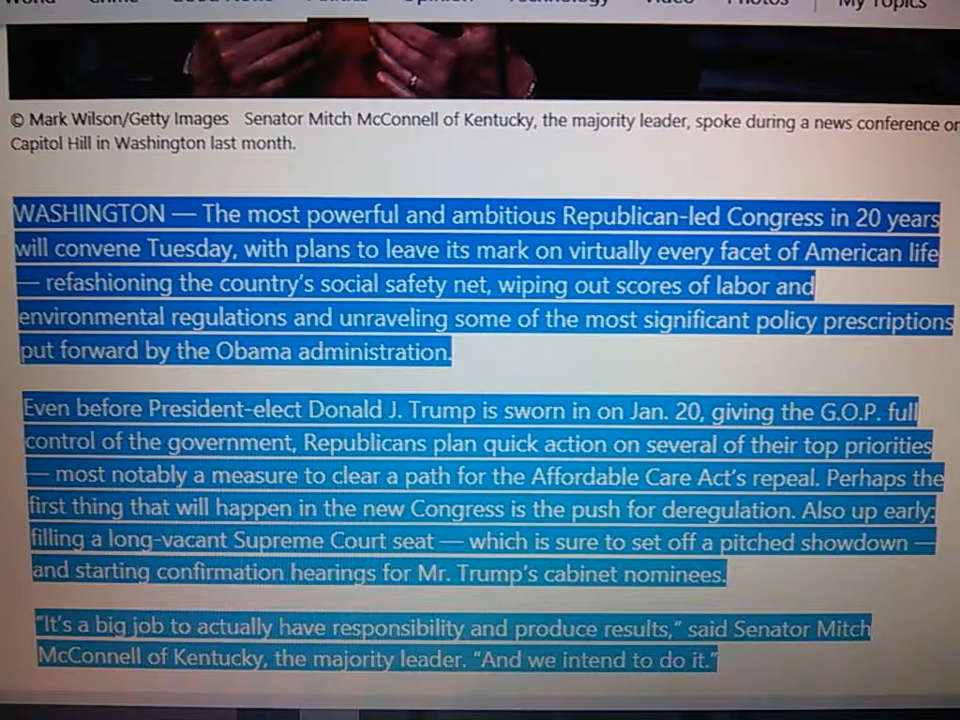 Video
Photos
My Topics
© Mark Wilson/Getty Images Senator Mitch McConnell of Kentucky, the majority leader, spoke during a news conference on
Capitol Hill in Washington last month.
WASHINGTON — The most powerful and ambitious Republican-led Congress in 20 years
will convene Tuesday, with plans to leave its mark on virtually every facet of American life
— refashioning the country's social safety net, wiping out scores of labor and
environmental regulations and unraveling some of the most significant policy prescriptions
put forward by the Obama administration.
Even before President-elect Donald J. Trump is sworn in on Jan. 20, giving the G.O.P. full
control of the government, Republicans plan quick action on several of their top priorities
— most notably a measure to clear a path for the Affordable Care Act's repeal. Perhaps the
first thing that will happen in the new Congress is the push for deregulation. Also up early:
filling a long-vacant Supreme Court seat — which is sure to set off a pitched showdown —
and starting confirmation hearings for Mr. Trump's cabinet nominees.
"It's a big job to actually have responsibility and produce results," said Senator Mitch
McConnell of Kentucky, the majority leader. "And we intend to do it."